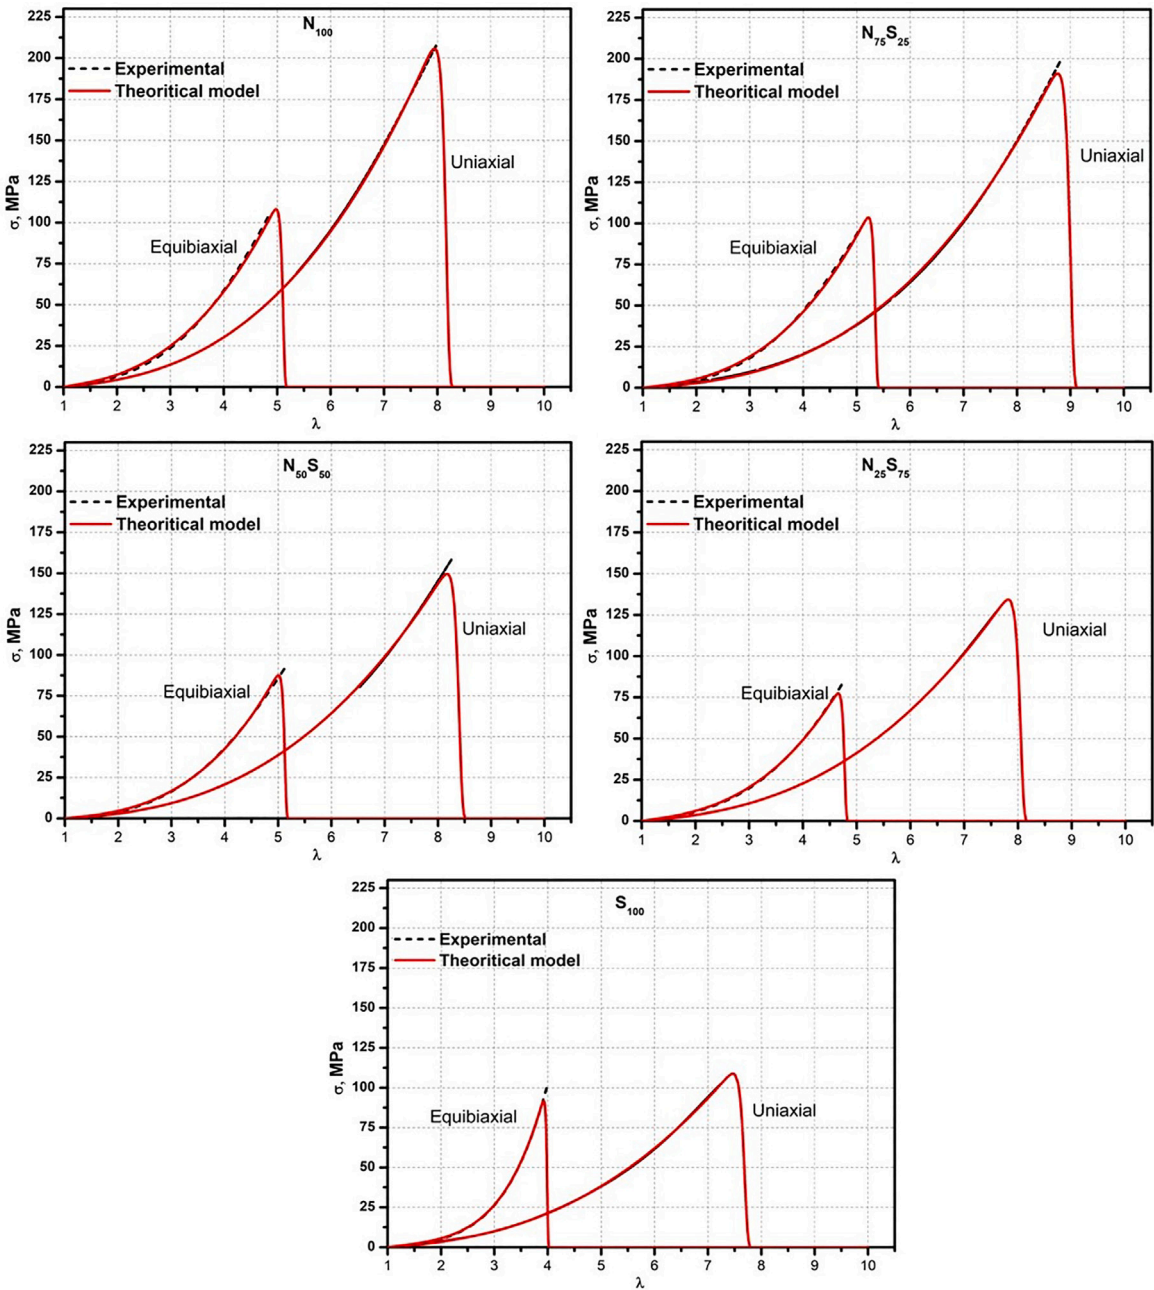 N100
Experimental
Theoritical model
Equibiaxial
Uniaxial
σ, MPa
225
200
175
150
125
100
75
50
25
0
1 2 3 4 5 6 7 8 9 10
λ
N75S25
Experimental
Theoritical model
Equibiaxial
Uniaxial
σ, MPa
225
200
175
150
125
100
75
50
25
0
1 2 3 4 5 6 7 8 9 10
λ
N50S50
Experimental
Theoritical model
Equibiaxial
Uniaxial
σ, MPa
225
200
175
150
125
100
75
50
25
0
1 2 3 4 5 6 7 8 9 10
λ
N25S75
Experimental
Theoritical model
Equibiaxial
Uniaxial
σ, MPa
225
200
175
150
125
100
75
50
25
0
1 2 3 4 5 6 7 8 9 10
λ
S100
Experimental
Theoritical model
Equibiaxial
Uniaxial
σ, MPa
225
200
175
150
125
100
75
50
25
0
1 2 3 4 5 6 7 8 9 10
λ